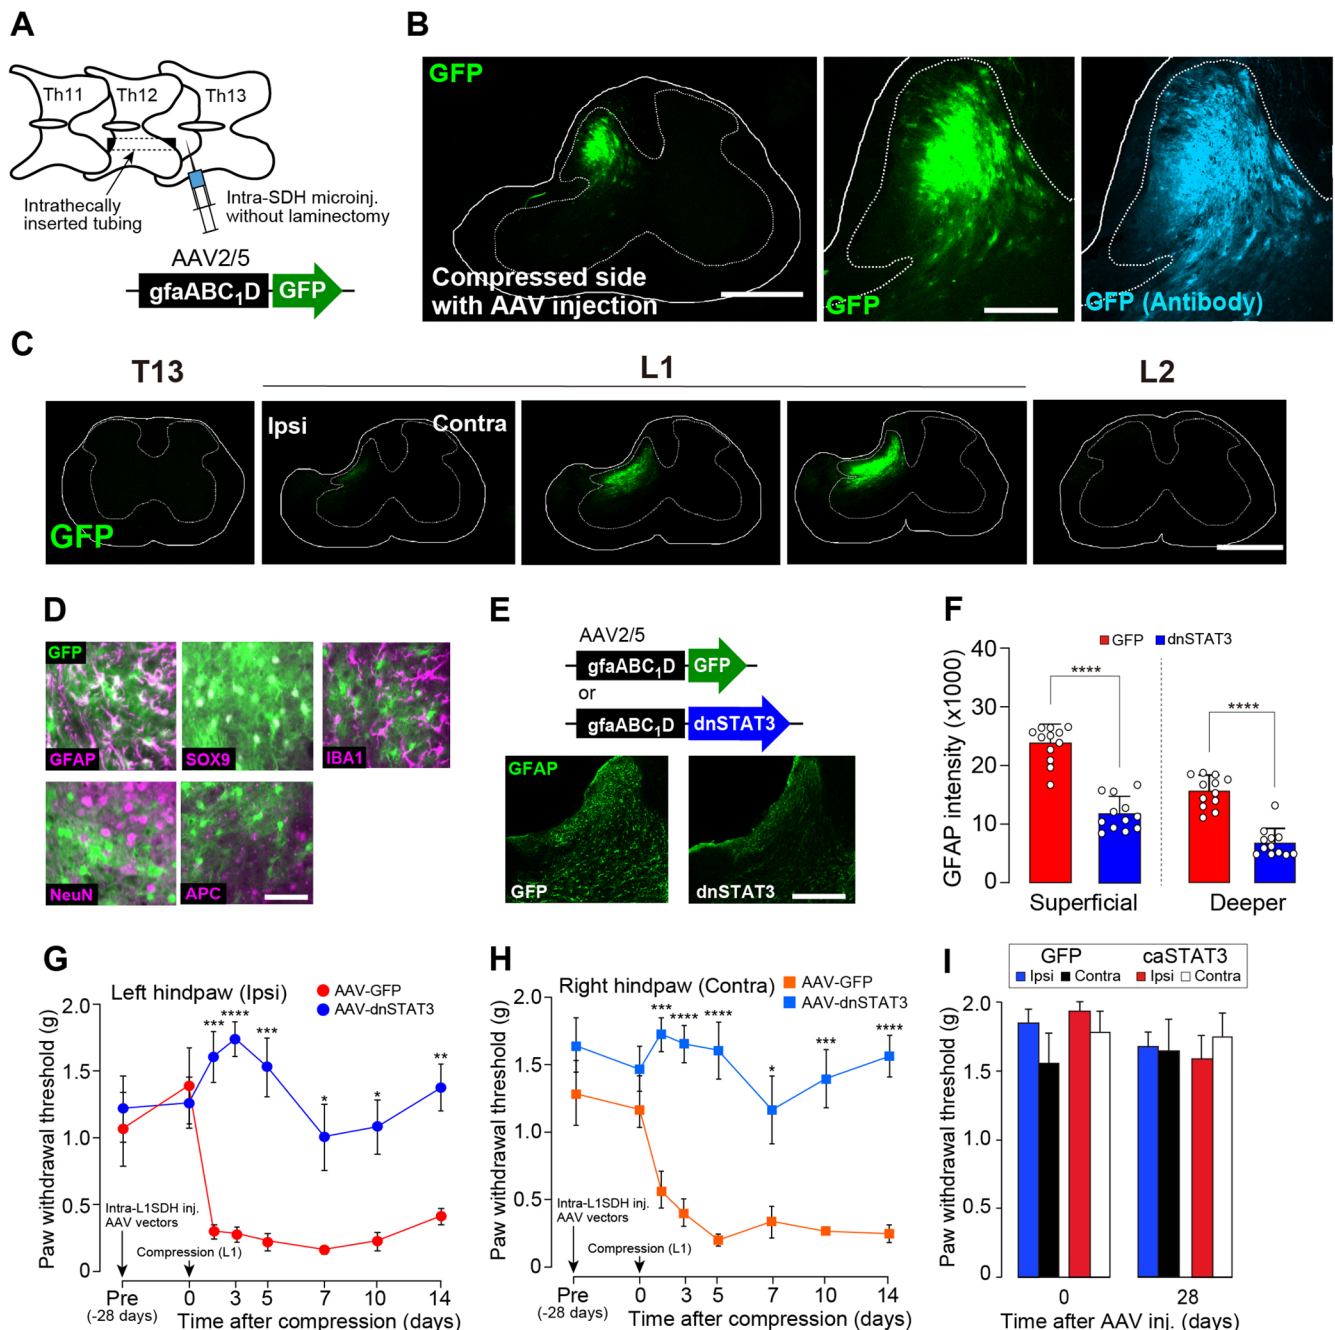 A
Th11
Th12
Th13
Intrathecally
inserted tubing
Intra-SDH microinj.
without laminectomy
AAV2/5
gfaABC₁D
GFP
B
GFP
Compressed side
with AAV injection
GFP
GFP (Antibody)
C
T13
L1
L2
Ipsi
Contra
GFP
D
GFP
GFAP
SOX9
IBA1
NeuN
APC
E
AAV2/5
gfaABC₁D
GFP
or
gfaABC₁D
dnSTAT3
GFAP
GFP
dnSTAT3
F
GFP
dnSTAT3
GFAP intensity (x1000)
40
30
20
10
0
****
****
Superficial
Deeper
G
Left hindpaw (Ipsi)
AAV-GFP
AAV-dnSTAT3
Paw withdrawal threshold (g)
2.0
1.5
1.0
0.5
0
***
****
***
*
*
**
Intra-L1SDH inj.
AAV vectors
Compression (L1)
Pre
(-28 days)
0 3 5 7 10 14
Time after compression (days)
H
Right hindpaw (Contra)
AAV-GFP
AAV-dnSTAT3
Paw withdrawal threshold (g)
2.0
1.5
1.0
0.5
0
***
****
****
*
***
****
Intra-L1SDH inj.
AAV vectors
Compression (L1)
Pre
(-28 days)
0 3 5 7 10 14
Time after compression (days)
I
GFP
caSTAT3
Ipsi
Contra
Ipsi
Contra
Paw withdrawal threshold (g)
2.0
1.5
1.0
0.5
0
0
28
Time after AAV inj. (days)